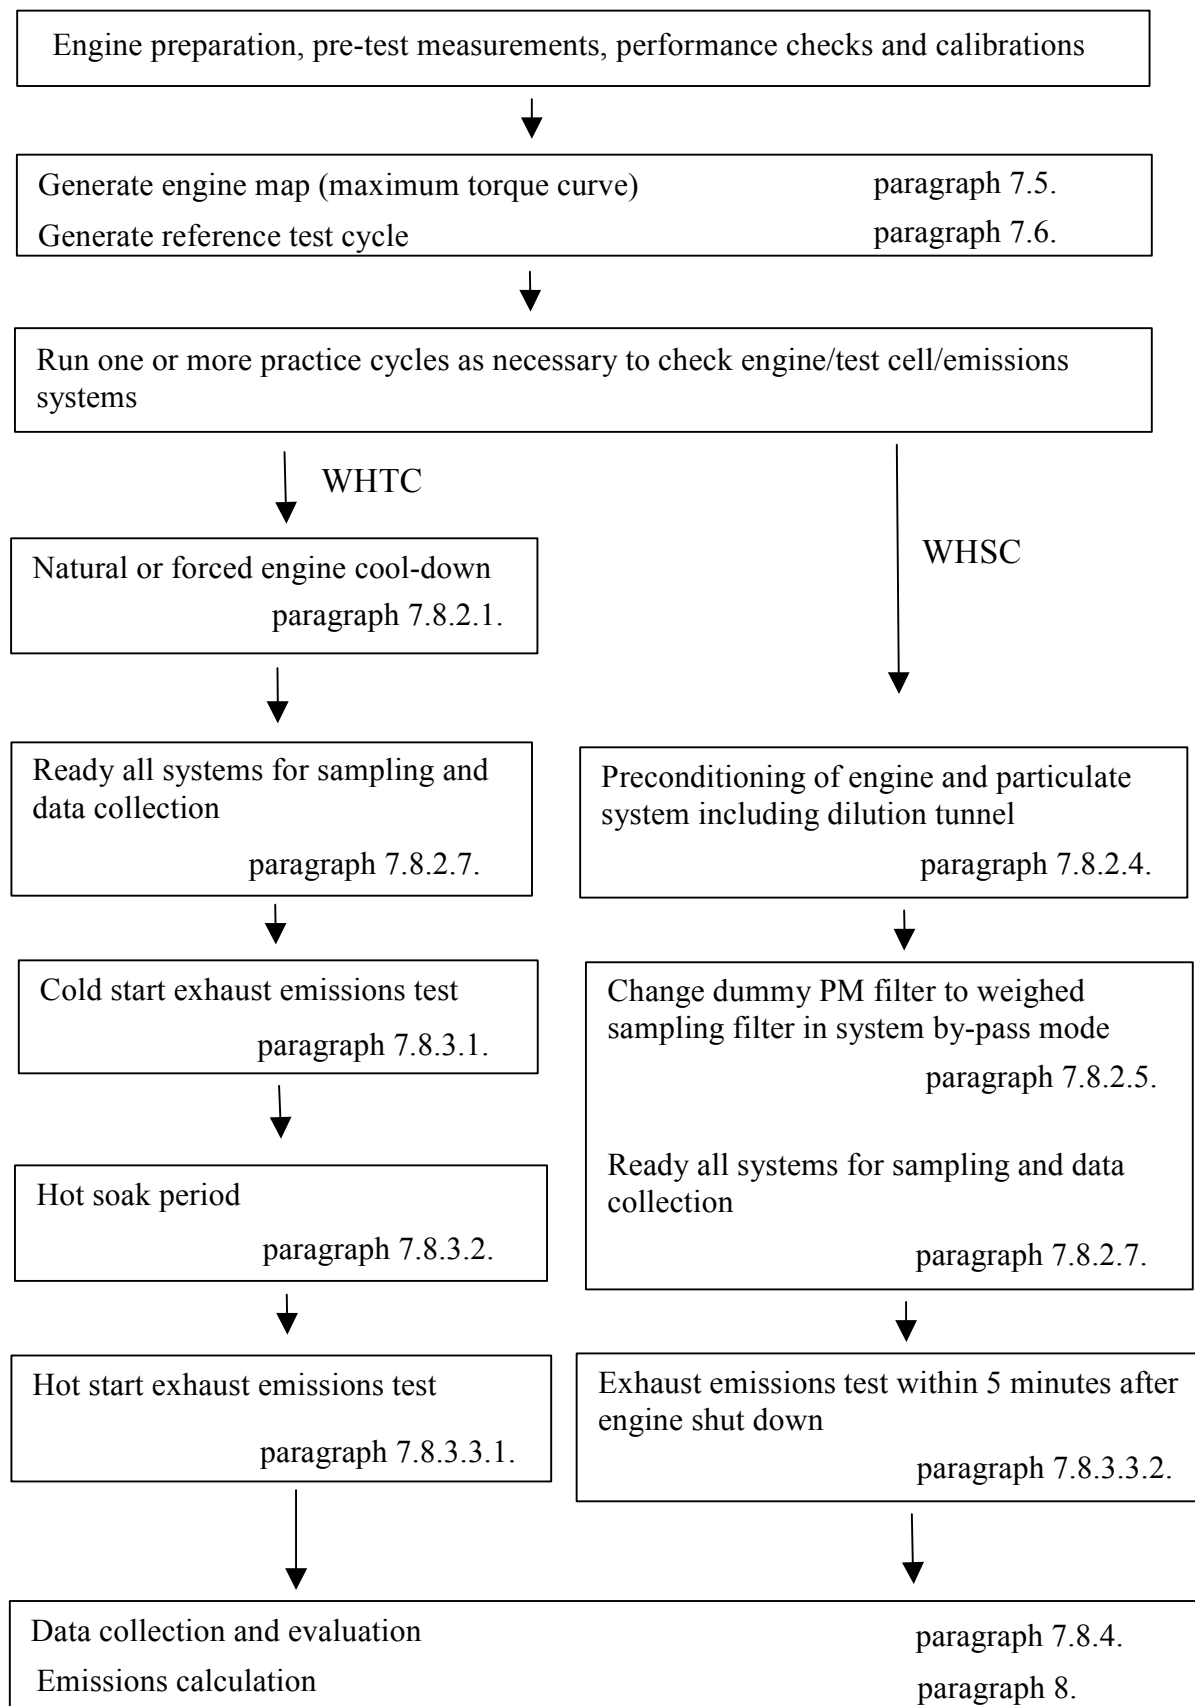 Engine preparation, pre-test measurements, performance checks and calibrations
Generate engine map (maximum torque curve) paragraph 7.5.
Generate reference test cycle paragraph 7.6.
Run one or more practice cycles as necessary to check engine/test cell/emissions
systems
WHTC
Natural or forced engine cool-down
paragraph 7.8.2.1.
Ready all systems for sampling and
data collection
paragraph 7.8.2.7.
Cold start exhaust emissions test
paragraph 7.8.3.1.
Hot soak period
paragraph 7.8.3.2.
Hot start exhaust emissions test
paragraph 7.8.3.3.1.
WHSC
Preconditioning of engine and particulate
system including dilution tunnel
paragraph 7.8.2.4.
Change dummy PM filter to weighed
sampling filter in system by-pass mode
paragraph 7.8.2.5.
Ready all systems for sampling and data
collection
paragraph 7.8.2.7.
Exhaust emissions test within 5 minutes after
engine shut down
paragraph 7.8.3.3.2.
Data collection and evaluation paragraph 7.8.4.
Emissions calculation paragraph 8.